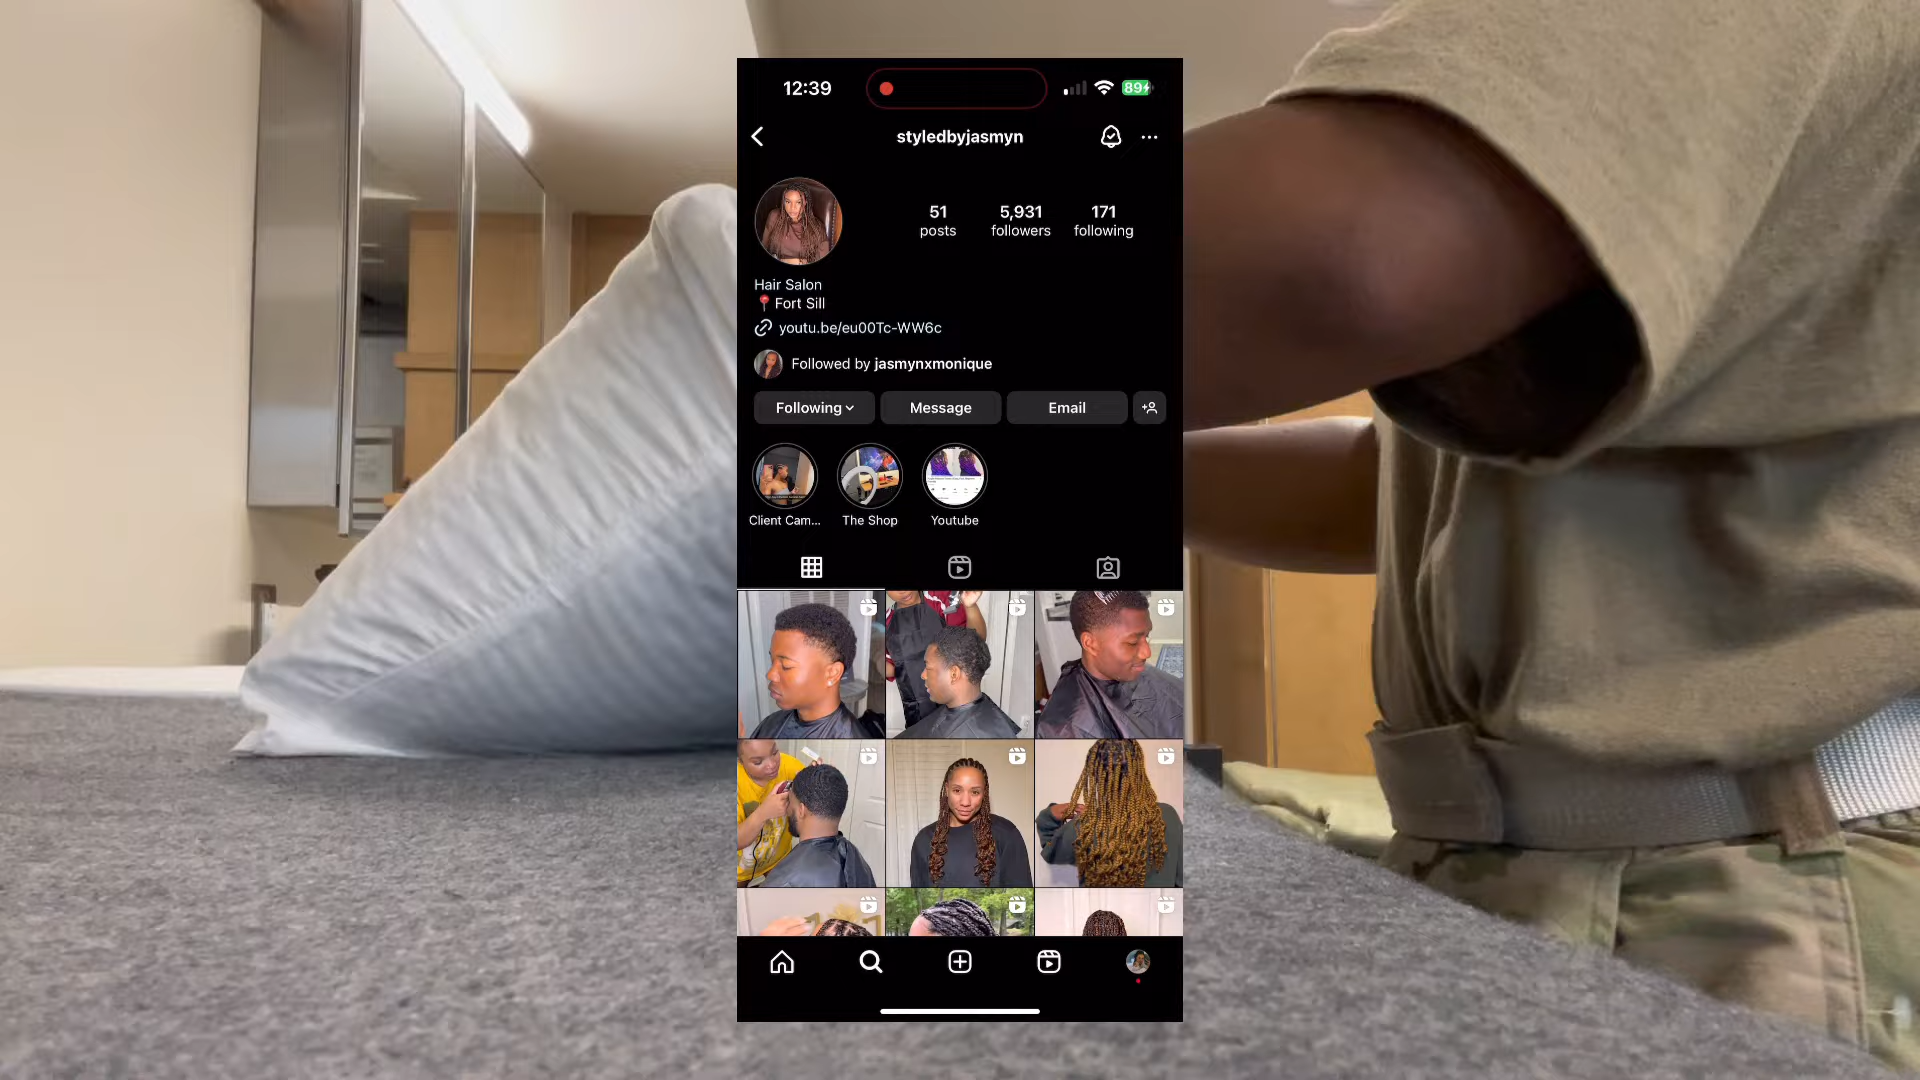 12:39
89
styledbyjasmyn
51
posts
5,931
followers
171
following
Hair Salon
📍 Fort Sill
youtu.be/eu00Tc-WW6c
Followed by jasmynxmonique
Following
Message
Email
Client Cam...
The Shop
Youtube